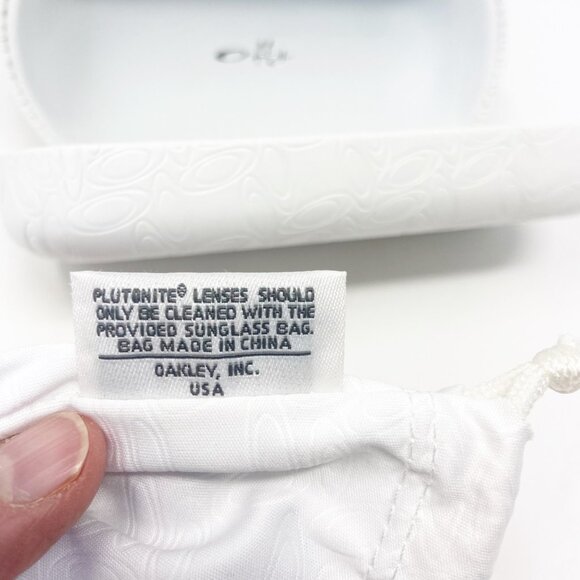 PLUTONITE® LENSES SHOULD
ONLY BE CLEANED WITH THE
PROVIDED SUNGLASS BAG.
BAG MADE IN CHINA
OAKLEY, INC.
USA